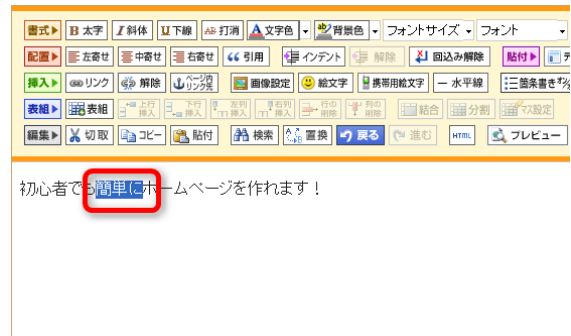 書式 B 太字 I 斜体 U 下線 AB 打消 A 文字色 ab 背景色 フォントサイズ フォント
配置 左寄せ 中寄せ 右寄せ 引用 インデント 解除 回込み解除 貼付
挿入 リンク 解除 ページ内リンク先 画像設定 絵文字 携帯用絵文字 水平線 箇条書き
表組 表組 上行挿入 下行挿入 左列挿入 右列挿入 行の削除 列の削除 結合 分割 マス設定
編集 切取 コピー 貼付 検索 置換 戻る 進む HTML プレビュー
初心者でも簡単にホームページを作れます！